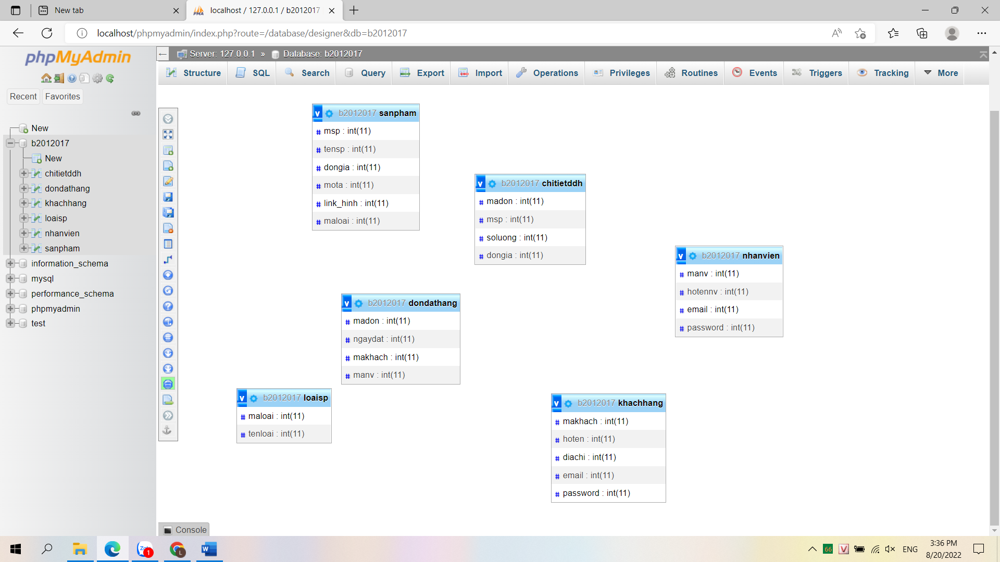 New tab
localhost / 127.0.0.1 / b2012017
localhost/phpmyadmin/index.php?route=/database/designer&db=b2012017
phpMyAdmin
Recent
Favorites
New
b2012017
New
chitietddh
dondathang
khachhang
loaisp
nhanvien
sanpham
information_schema
mysql
performance_schema
phpmyadmin
test
Server: 127.0.0.1 » Database: b2012017
Structure
SQL
Search
Query
Export
Import
Operations
Privileges
Routines
Events
Triggers
Tracking
More
v b2012017 sanpham
# msp : int(11)
# tensp : int(11)
# dongia : int(11)
# mota : int(11)
# link_hinh : int(11)
# maloai : int(11)
v b2012017 chitietddh
# madon : int(11)
# msp : int(11)
# soluong : int(11)
# dongia : int(11)
v b2012017 nhanvien
# manv : int(11)
# hotennv : int(11)
# email : int(11)
# password : int(11)
v b2012017 dondathang
# madon : int(11)
# ngaydat : int(11)
# makhach : int(11)
# manv : int(11)
v b2012017 loaisp
# maloai : int(11)
# tenloai : int(11)
v b2012017 khachhang
# makhach : int(11)
# hoten : int(11)
# diachi : int(11)
# email : int(11)
# password : int(11)
Console
1
L
W
66
V
ENG
3:36 PM
8/20/2022